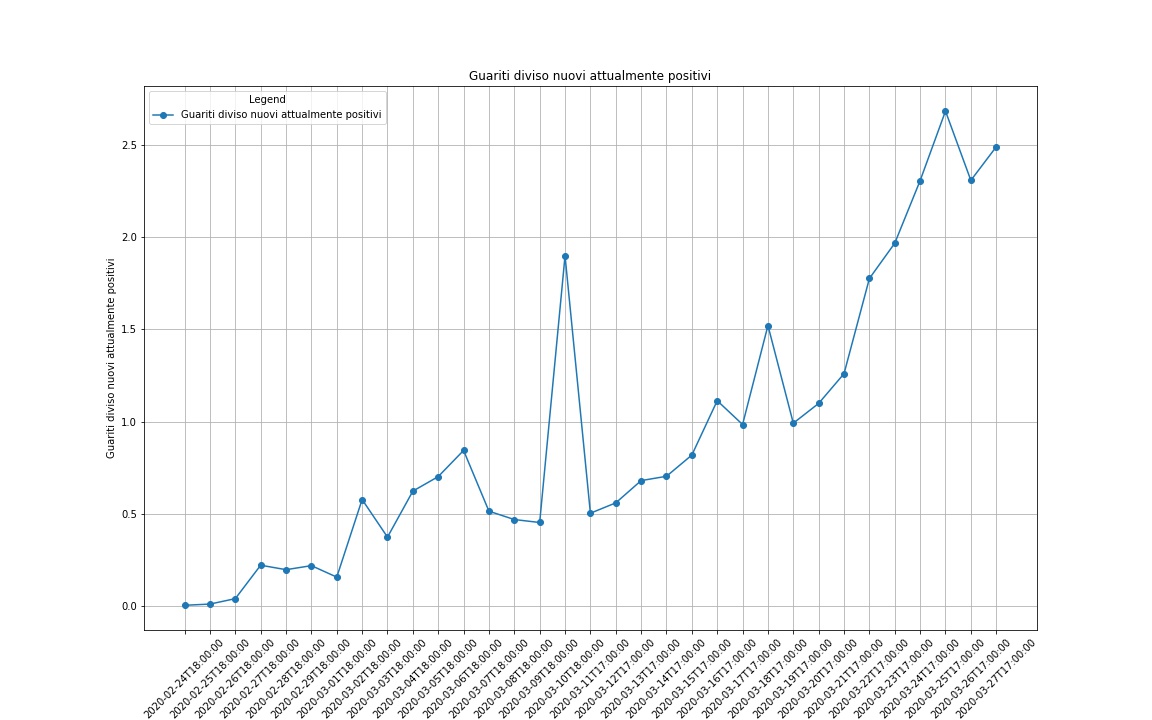 Guariti diviso nuovi attualmente positivi
Legend
Guariti diviso nuovi attualmente positivi
2.5
2.0
1.5
1.0
0.5
0.0
Guariti diviso nuovi attualmente positivi
2020-02-24T18:00:00
2020-02-25T18:00:00
2020-02-26T18:00:00
2020-02-27T18:00:00
2020-02-28T18:00:00
2020-02-29T18:00:00
2020-03-01T18:00:00
2020-03-02T18:00:00
2020-03-03T18:00:00
2020-03-04T18:00:00
2020-03-05T18:00:00
2020-03-06T18:00:00
2020-03-07T18:00:00
2020-03-08T18:00:00
2020-03-09T18:00:00
2020-03-10T18:00:00
2020-03-11T17:00:00
2020-03-12T17:00:00
2020-03-13T17:00:00
2020-03-14T17:00:00
2020-03-15T17:00:00
2020-03-16T17:00:00
2020-03-17T17:00:00
2020-03-18T17:00:00
2020-03-19T17:00:00
2020-03-20T17:00:00
2020-03-21T17:00:00
2020-03-22T17:00:00
2020-03-23T17:00:00
2020-03-24T17:00:00
2020-03-25T17:00:00
2020-03-26T17:00:00
2020-03-27T17:00:00